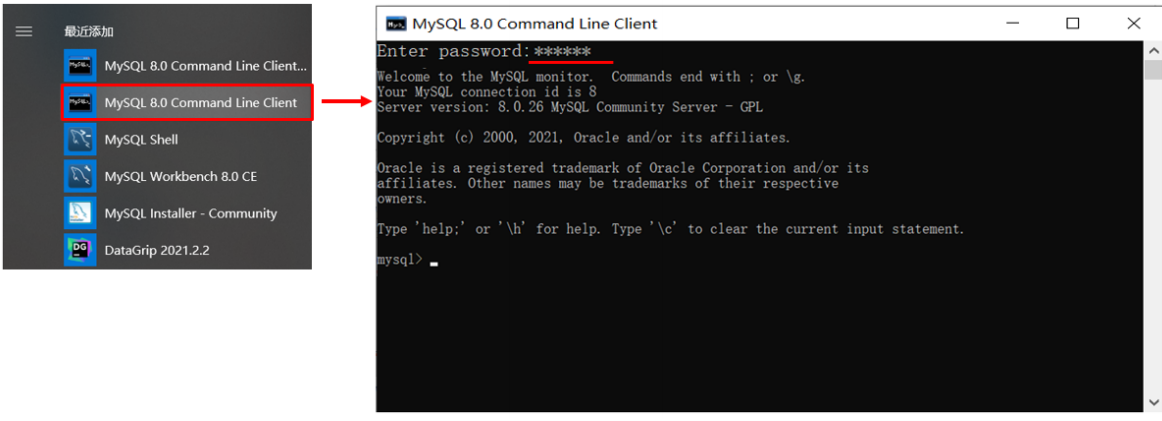 最近添加
MySQL 8.0 Command Line Client...
MySQL 8.0 Command Line Client
MySQL Shell
MySQL Workbench 8.0 CE
MySQL Installer - Community
DataGrip 2021.2.2
MySQL 8.0 Command Line Client
Enter password: ******
Welcome to the MySQL monitor.  Commands end with ; or \g.
Your MySQL connection id is 8
Server version: 8.0.26 MySQL Community Server - GPL
Copyright (c) 2000, 2021, Oracle and/or its affiliates.
Oracle is a registered trademark of Oracle Corporation and/or its
affiliates. Other names may be trademarks of their respective
owners.
Type 'help;' or '\h' for help. Type '\c' to clear the current input statement.
mysql>